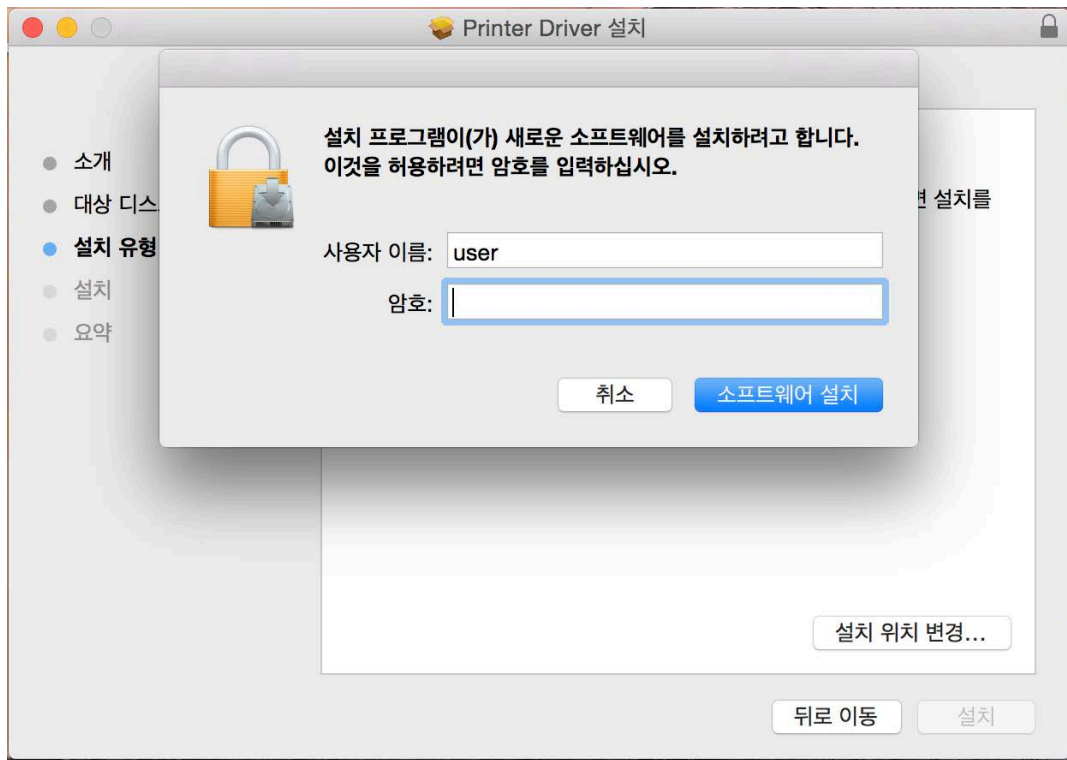 Printer Driver 설치
설치 프로그램이(가) 새로운 소프트웨어를 설치하려고 합니다.
이것을 허용하려면 암호를 입력하십시오.
사용자 이름: user
암호:
취소
소프트웨어 설치
소개
대상 디스
설치 유형
설치
요약
설치를
설치 위치 변경...
뒤로 이동
설치